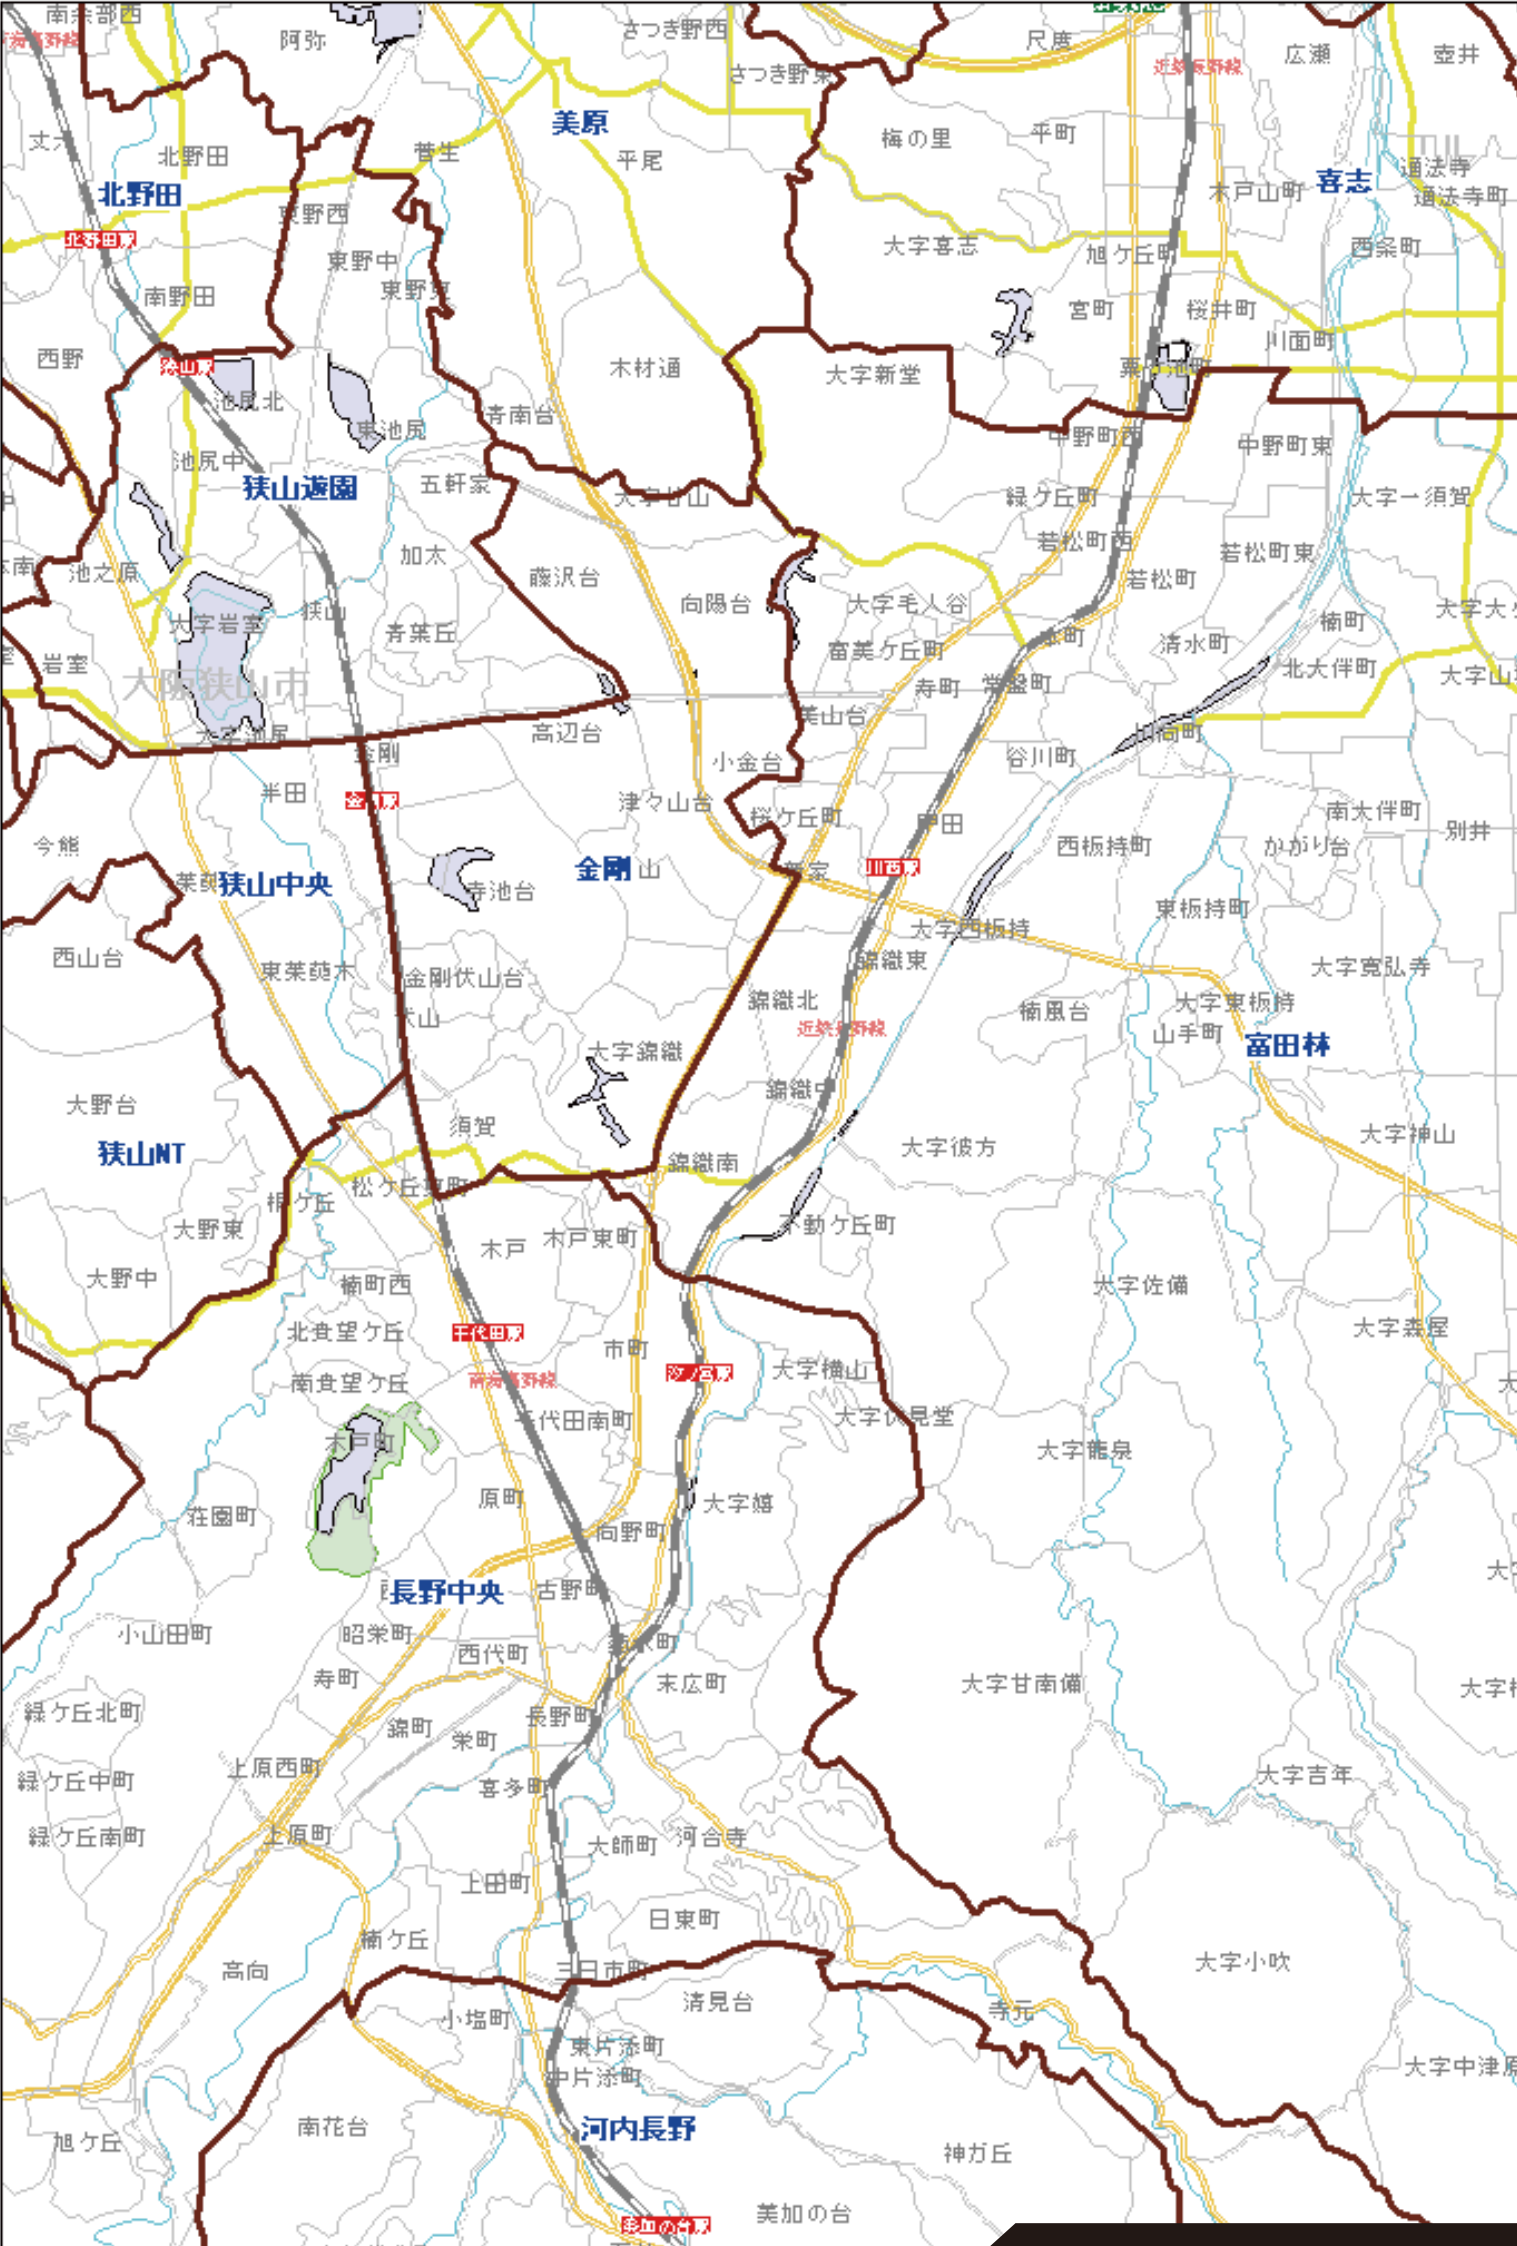 阿弥
さつき野西
尺度
広瀬
壺井
さつき野東
美原
梅の里
平町
菅生
平尾
北野田
北野田
喜志
通法寺
木戸山町
通法寺町
東野西
北野田駅
大字喜志
旭ケ丘町
西条町
東野中
東野東
南野田
宮町
桜井町
川面町
西野
狭山駅
木材通
大字新堂
池尻北
青南台
東池尻
中野町西
中野町東
池尻中
狭山遊園
五軒家
大字廿山
緑ケ丘町
大字一須賀
若松町西
若松町東
加太
池之原
藤沢台
若松町
向陽台
大字毛人谷
大字岩室
狭山
青葉丘
楠町
清水町
富美ケ丘町
岩室
北大伴町
大阪狭山市
寿町
常盤町
美山台
高辺台
金剛
谷川町
小金台
半田
津々山台
桜ケ丘町
南大伴町
別井
今熊
西板持町
かがり台
川西駅
金剛
狭山中央
寺池台
東板持町
大字西板持
西山台
錦織東
大字寛弘寺
東茱萸木
金剛伏山台
錦織北
大字東板持
楠風台
近鉄長野線
山手町
富田林
大字錦織
錦織中
大野台
須賀
大字神山
狭山NT
大字彼方
錦織南
松ケ丘東町
桐ケ丘
大野東
不動ケ丘町
木戸東町
木戸
大野中
楠町西
大字佐備
北貴望ケ丘
千代田駅
大字森屋
市町
汐ノ宮駅
大字横山
南海高野線
南貴望ケ丘
千代田南町
大字伏見堂
木戸町
大字龍泉
原町
大字嬉
荘園町
向野町
長野中央
古野町
小山田町
昭栄町
西代町
寿町
末広町
大字甘南備
緑ケ丘北町
長野町
錦町
栄町
上原西町
緑ケ丘中町
大字吉年
喜多町
緑ケ丘南町
上原町
大師町
河合寺
上田町
日東町
楠ケ丘
大字小吹
高向
三日市町
清見台
寺元
小塩町
東片添町
大字中津原
中片添町
南花台
河内長野
旭ケ丘
神ガ丘
美加の台
美加の台駅